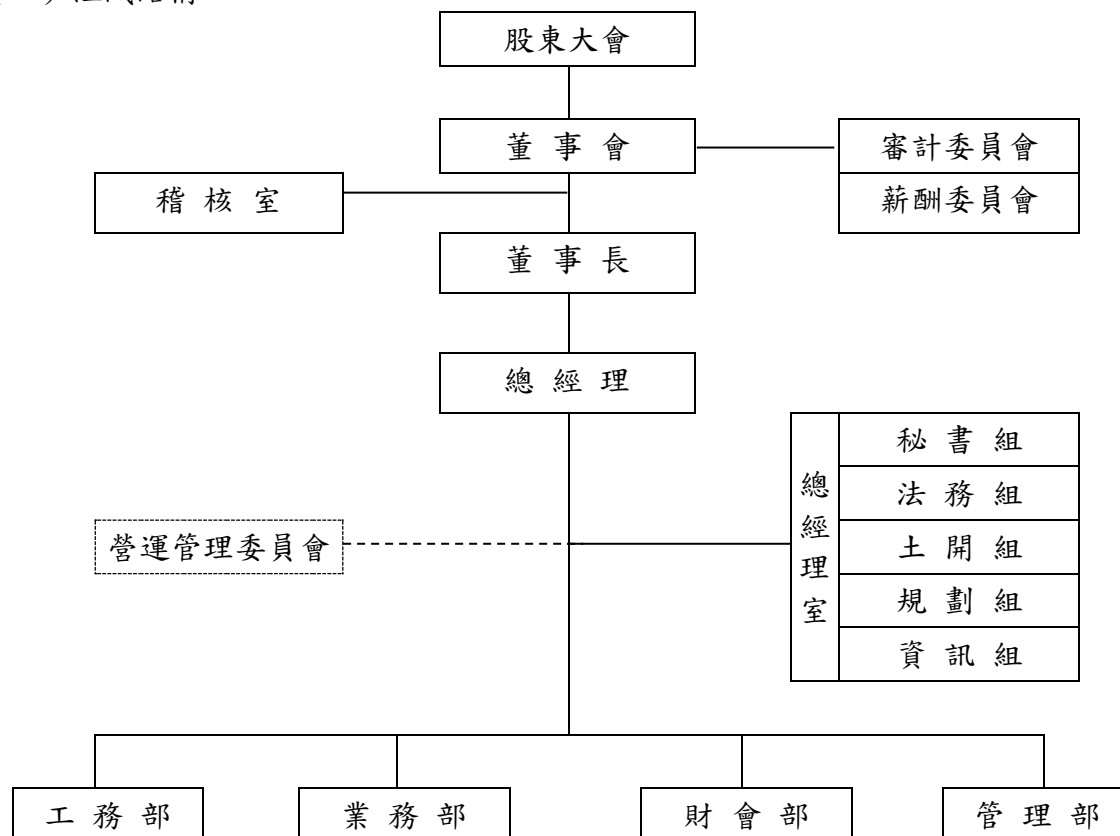 股東大會
董事會
審計委員會
稽核室
薪酬委員會
董事長
總經理
總經理室
秘書組
法務組
營運管理委員會
土開組
規劃組
資訊組
工務部
業務部
財會部
管理部